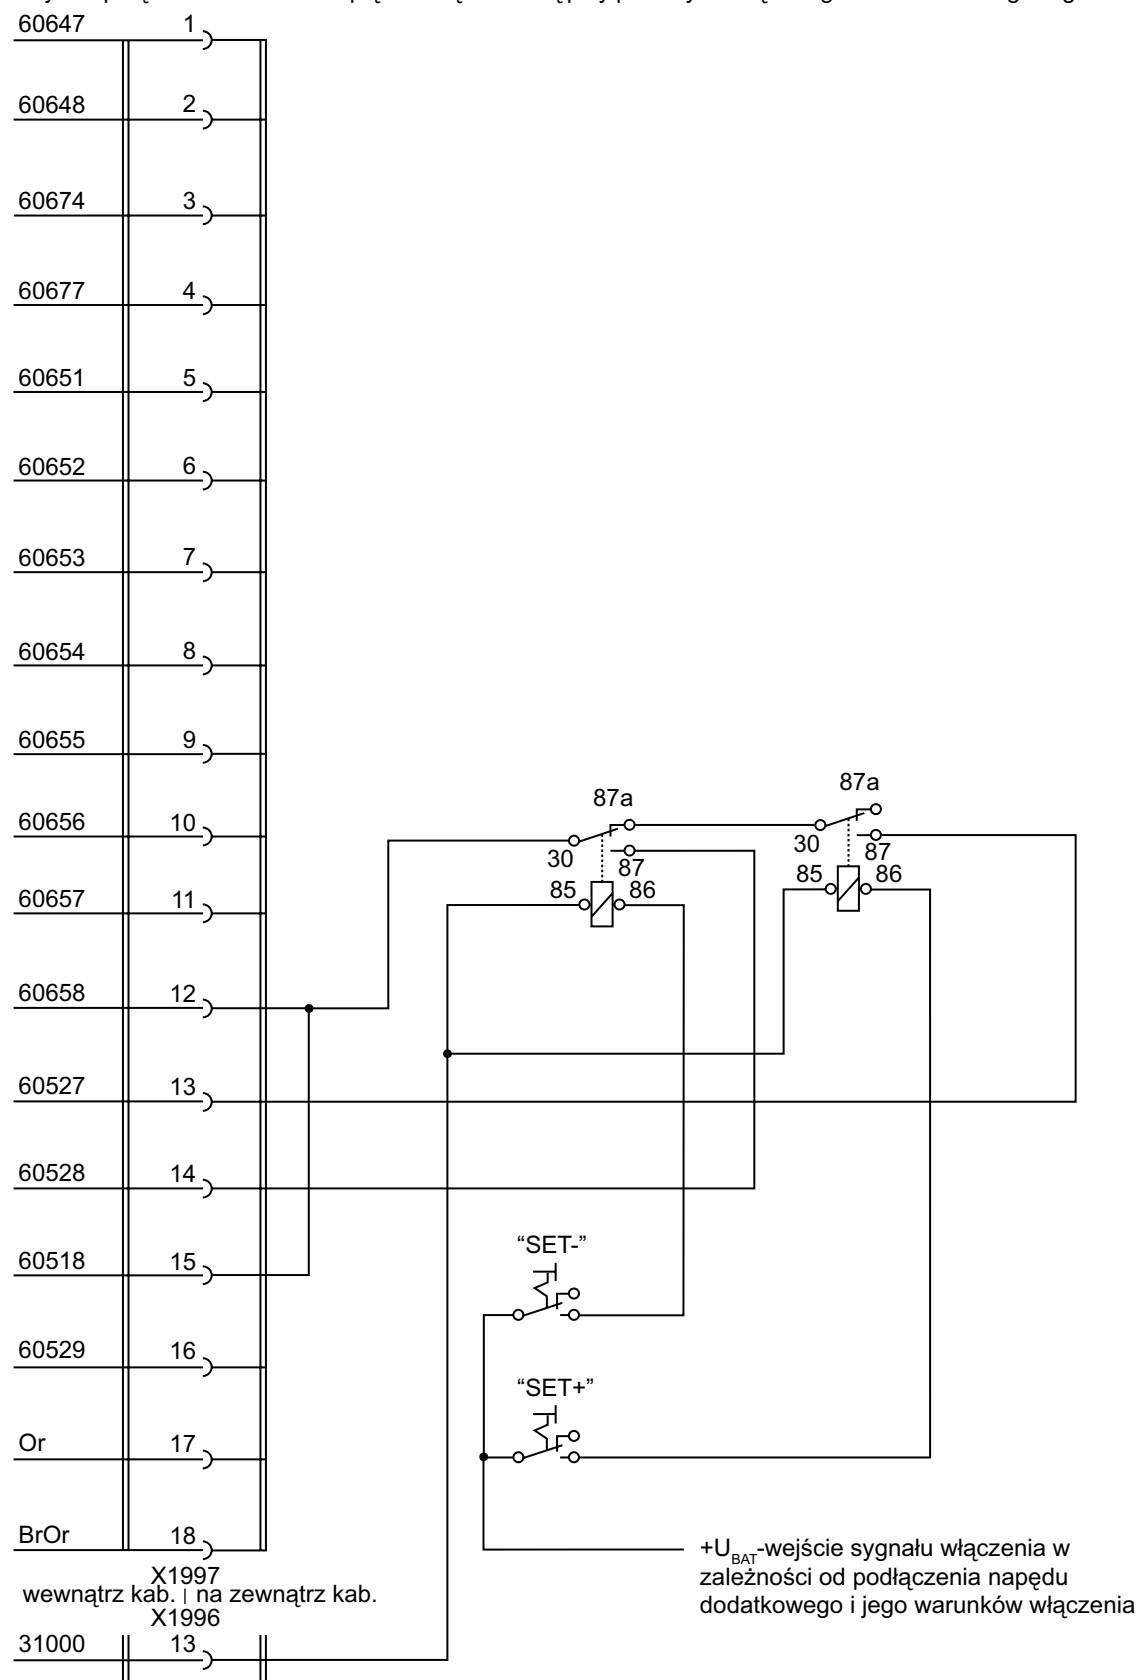 60647 1
60648 2
60674 3
60677 4
60651 5
60652 6
60653 7
60654 8
60655 9
87a
87a
60656 10
30 87
30 87
85 86
85 86
60657 11
60658 12
60527 13
60528 14
“SET-”
60518 15
60529 16
“SET+”
Or 17
BrOr 18
X1997
wewnątrz kab. | na zewnątrz kab.
X1996
31000 13
+UBAT-wejście sygnału włączenia w
zależności od podłączenia napędu
dodatkowego i jego warunków włączenia